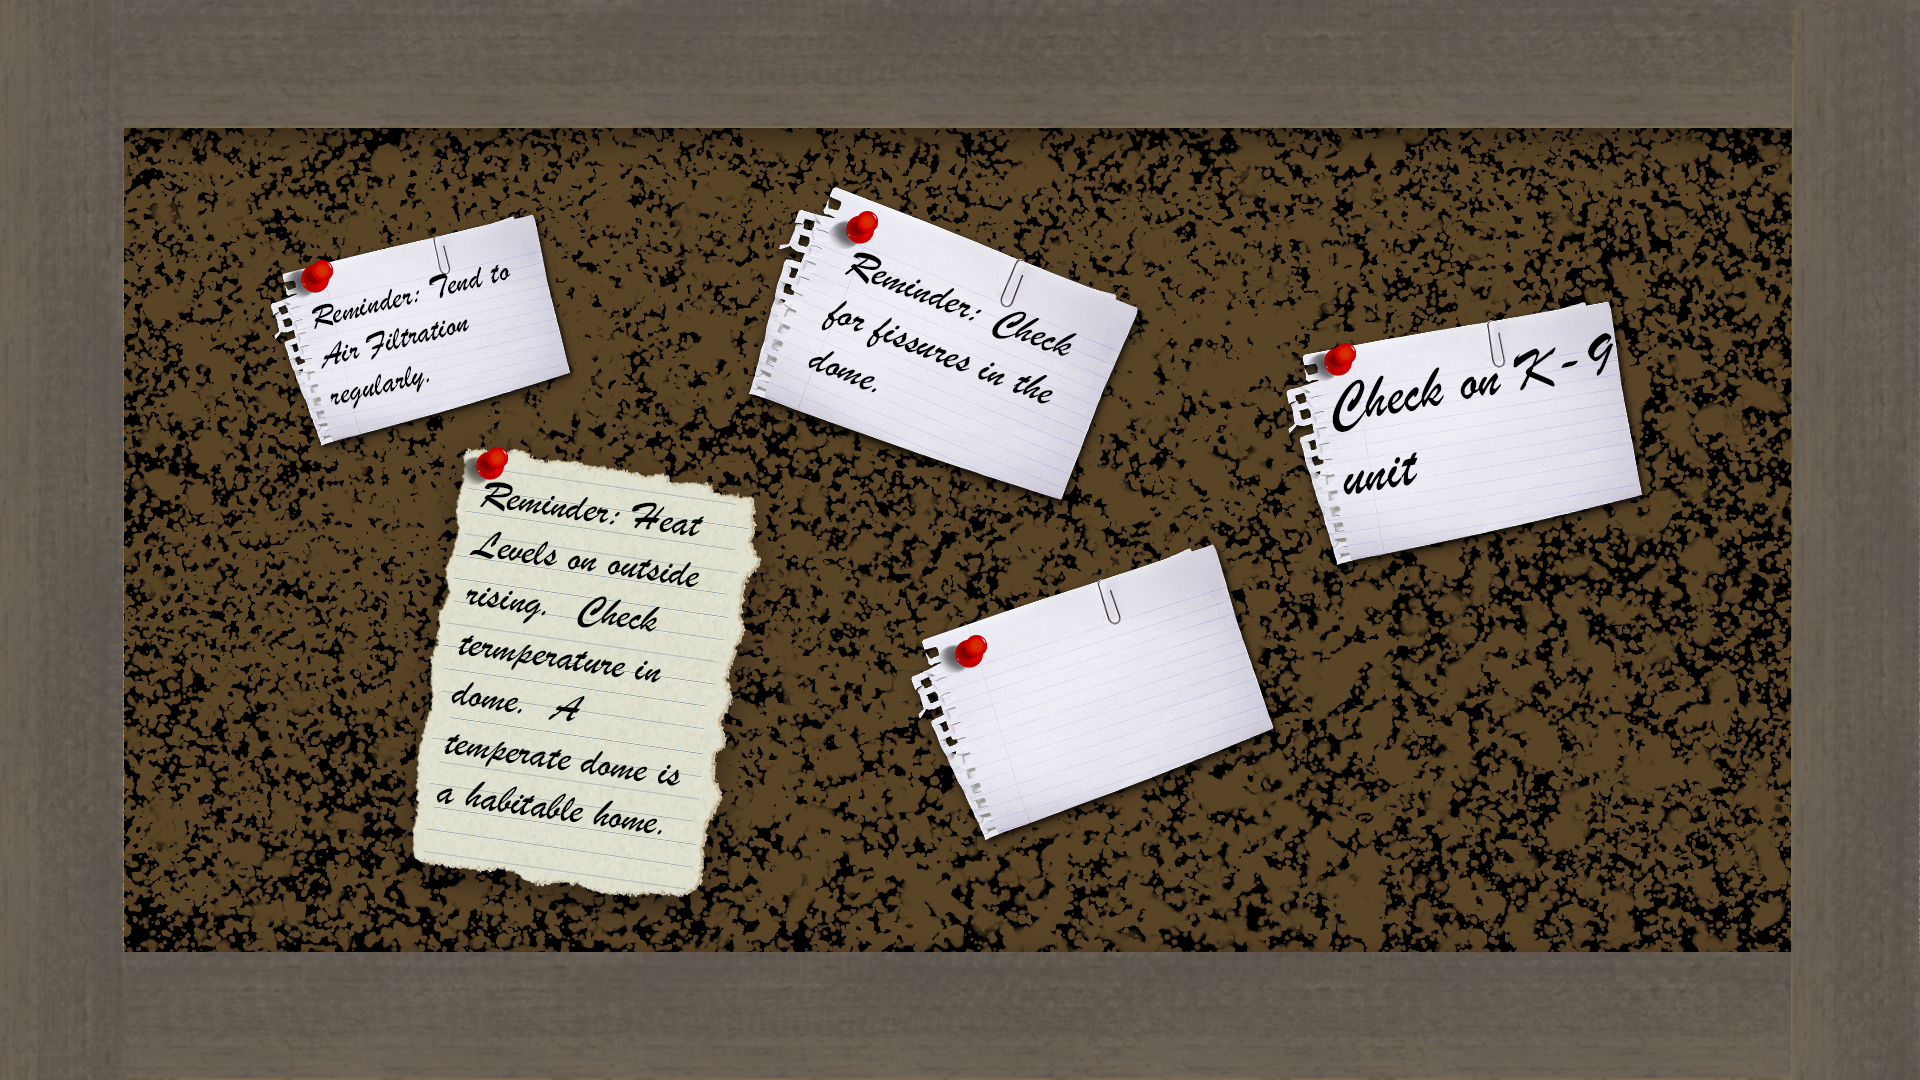 Reminder: Tend to
Air Filtration
regularly.
Reminder: Check
for fissures in the
dome.
Check on K-9
unit
Reminder: Heat
Levels on outside
rising. Check
termperature in
dome. A
temperate dome is
a habitable home.